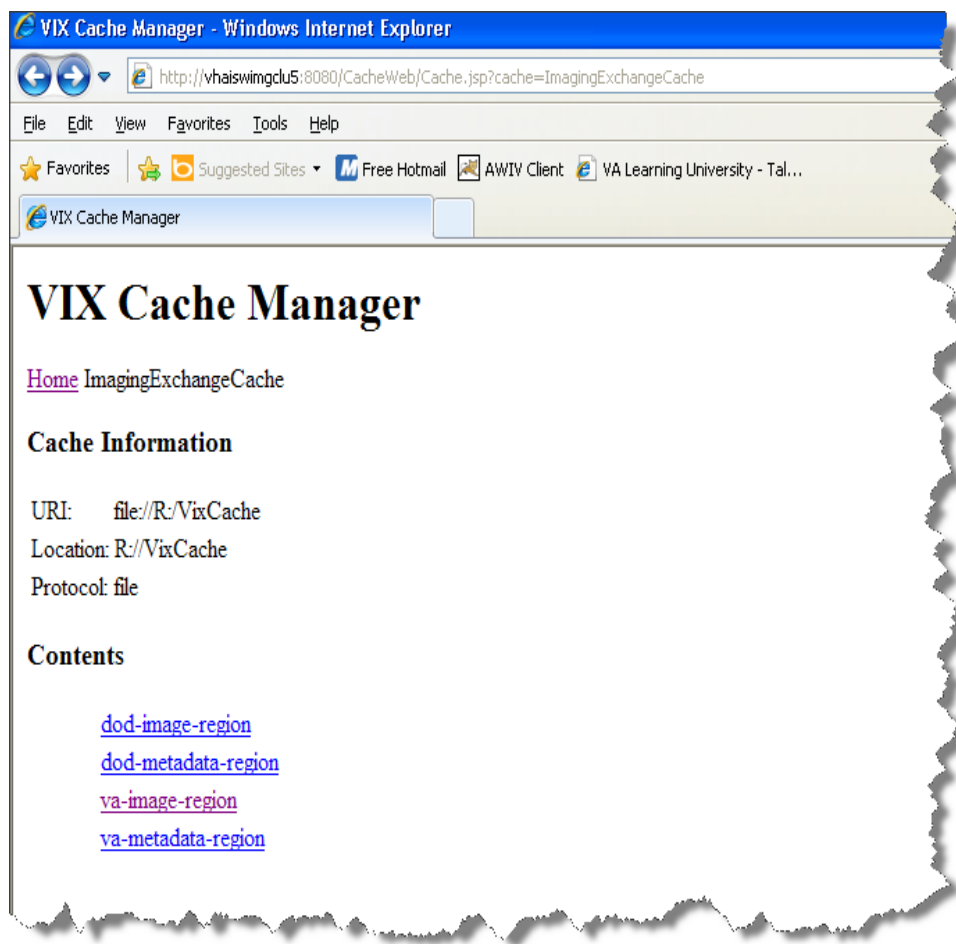 VIX Cache Manager - Windows Internet Explorer
http://vhaiswimgclu5:8080/CacheWeb/Cache.jsp?cache=ImagingExchangeCache
File Edit View Favorites Tools Help
Favorites Suggested Sites Free Hotmail AWIV Client VA Learning University - Tal...
VIX Cache Manager
VIX Cache Manager
Home ImagingExchangeCache
Cache Information
URI: file://R:/VixCache
Location: R://VixCache
Protocol: file
Contents
dod-image-region
dod-metadata-region
va-image-region
va-metadata-region